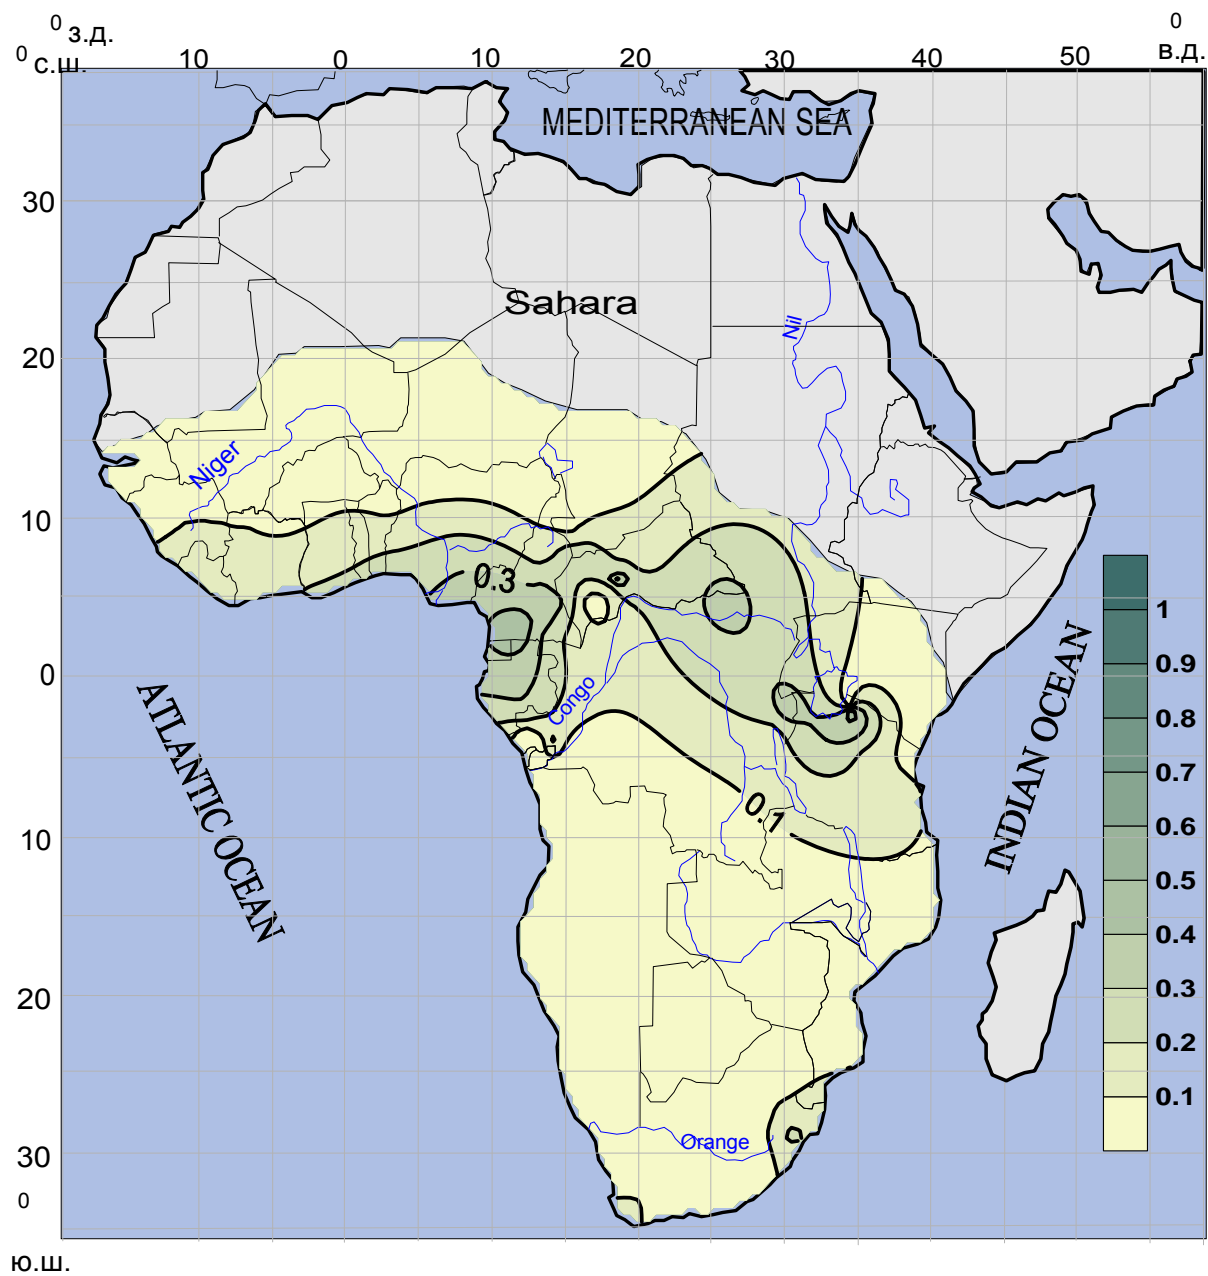 0 з.д.
0 с.ш.
10
0
10
20
30
40
50
0
в.д.
MEDITERRANEAN SEA
30
Sahara
Nil
20
Niger
10
0.3
1
0.9
0.8
0.7
0.6
0.5
0.4
0.3
0.2
0.1
0
Congo
ATLANTIC OCEAN
INDIAN OCEAN
0.1
10
20
Orange
30
0
ю.ш.